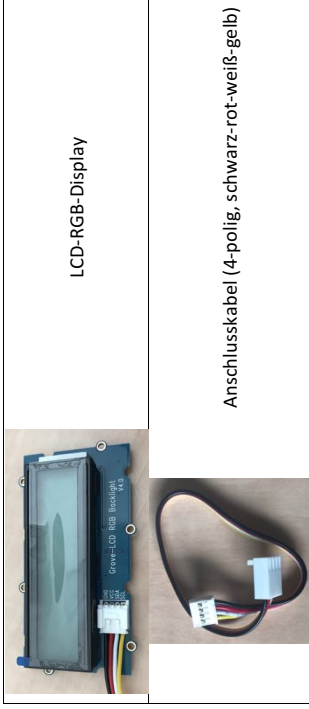 LCD-RGB-Display
Grove-LCD RGB Backlight
V4.0
GND
VCC
SDA
SCL
Anschlusskabel (4-polig, schwarz-rot-weiß-gelb)